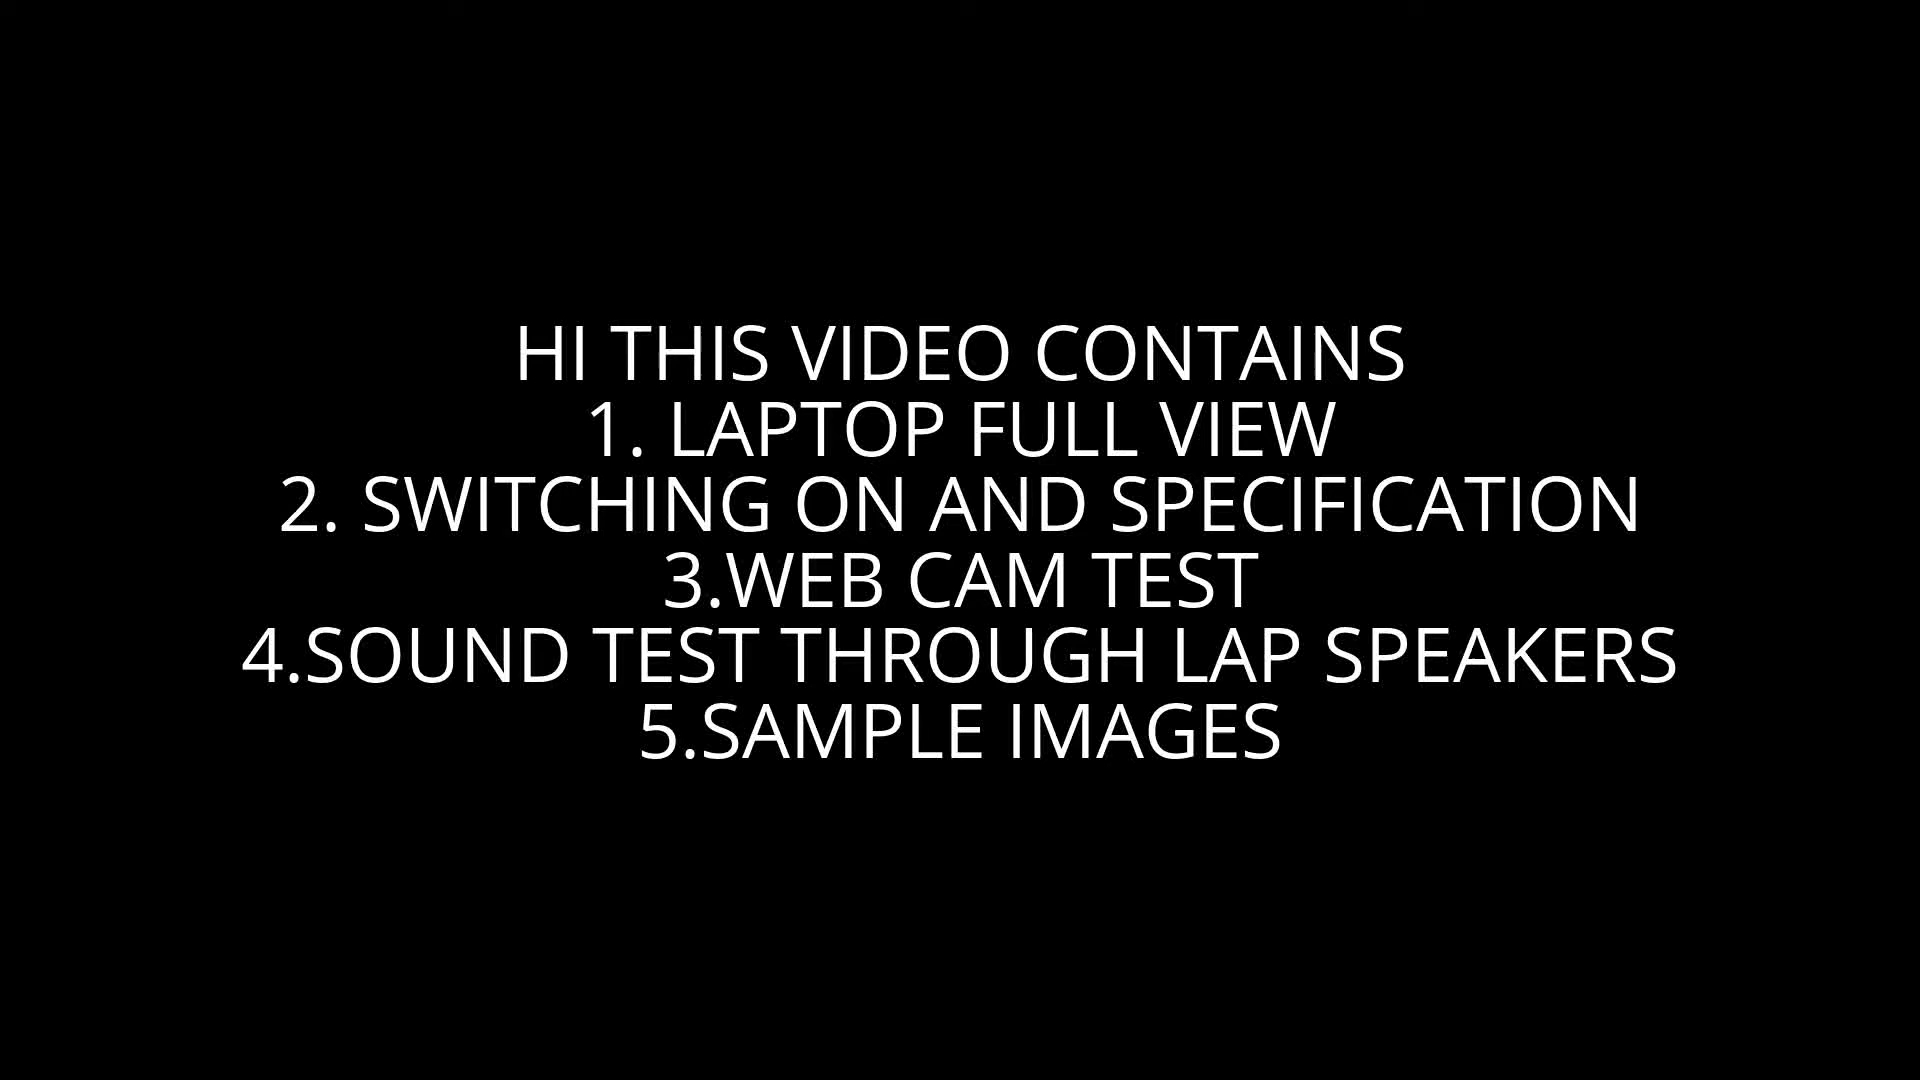 HI THIS VIDEO CONTAINS
1. LAPTOP FULL VIEW
2. SWITCHING ON AND SPECIFICATION
3.WEB CAM TEST
4.SOUND TEST THROUGH LAP SPEAKERS
5.SAMPLE IMAGES